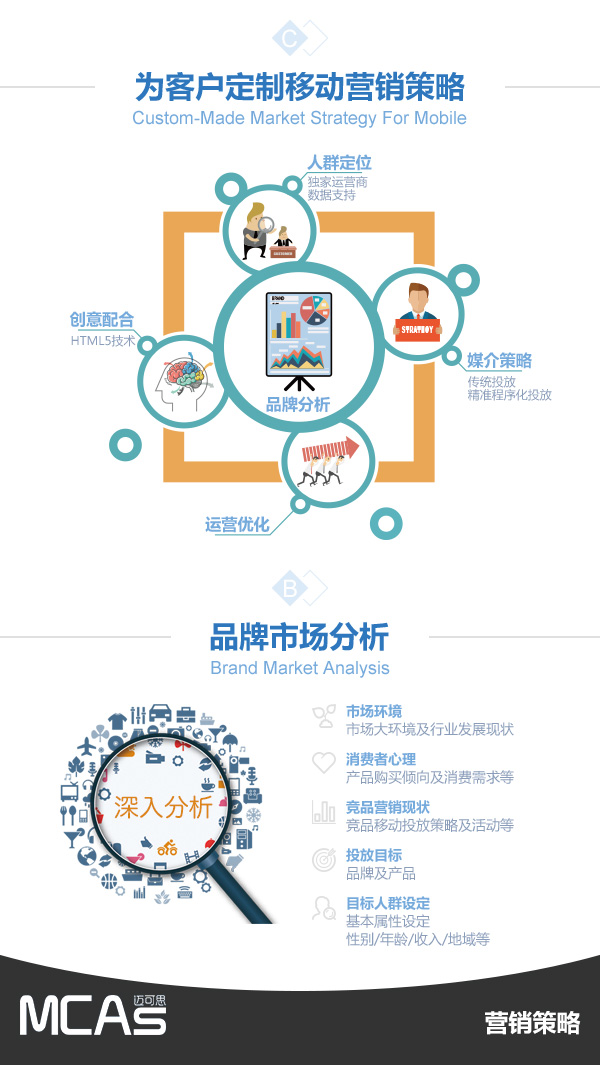 C
为客户定制移动营销策略
Custom-Made Market Strategy For Mobile
人群定位
独家运营商
数据支持
CUSTOMER
STRATEGY
创意配合
HTML5技术
媒介策略
传统投放
精准程序化投放
品牌分析
运营优化
B
品牌市场分析
Brand Market Analysis
深入分析
市场环境
市场大环境及行业发展现状
消费者心理
产品购买倾向及消费需求等
竞品营销现状
竞品移动投放策略及活动等
投放目标
品牌及产品
目标人群设定
基本属性设定
性别/年龄/收入/地域等
迈可思
MCAs
营销策略